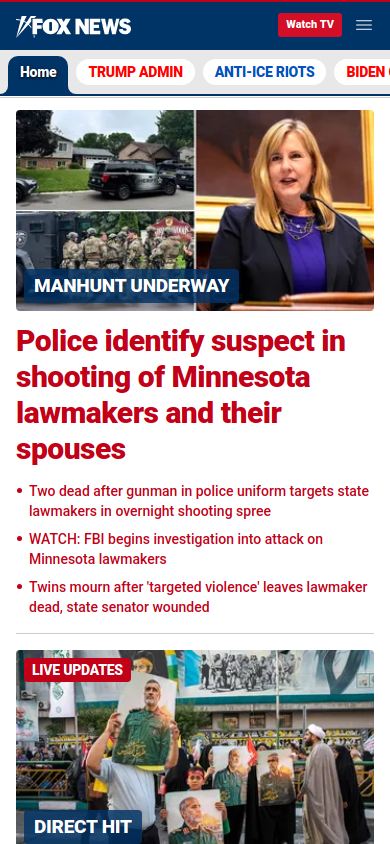 FOX NEWS
Watch TV
Home
TRUMP ADMIN
ANTI-ICE RIOTS
BIDEN
MANHUNT UNDERWAY
Police identify suspect in
shooting of Minnesota
lawmakers and their
spouses
Two dead after gunman in police uniform targets state
lawmakers in overnight shooting spree
WATCH: FBI begins investigation into attack on
Minnesota lawmakers
Twins mourn after 'targeted violence' leaves lawmaker
dead, state senator wounded
LIVE UPDATES
DIRECT HIT